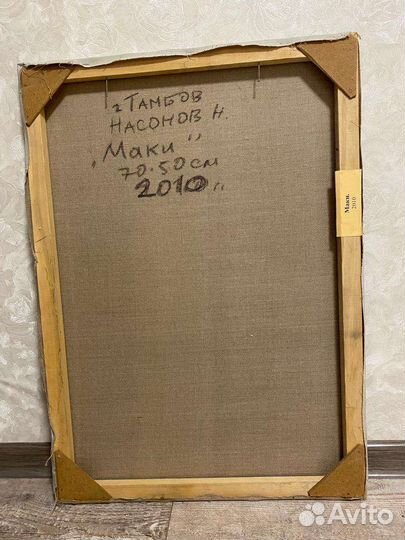 г ТАМБОВ
НАСОНОВ Н.
„Маки„
70·50 см
2010„
Маки.
2010
Avito